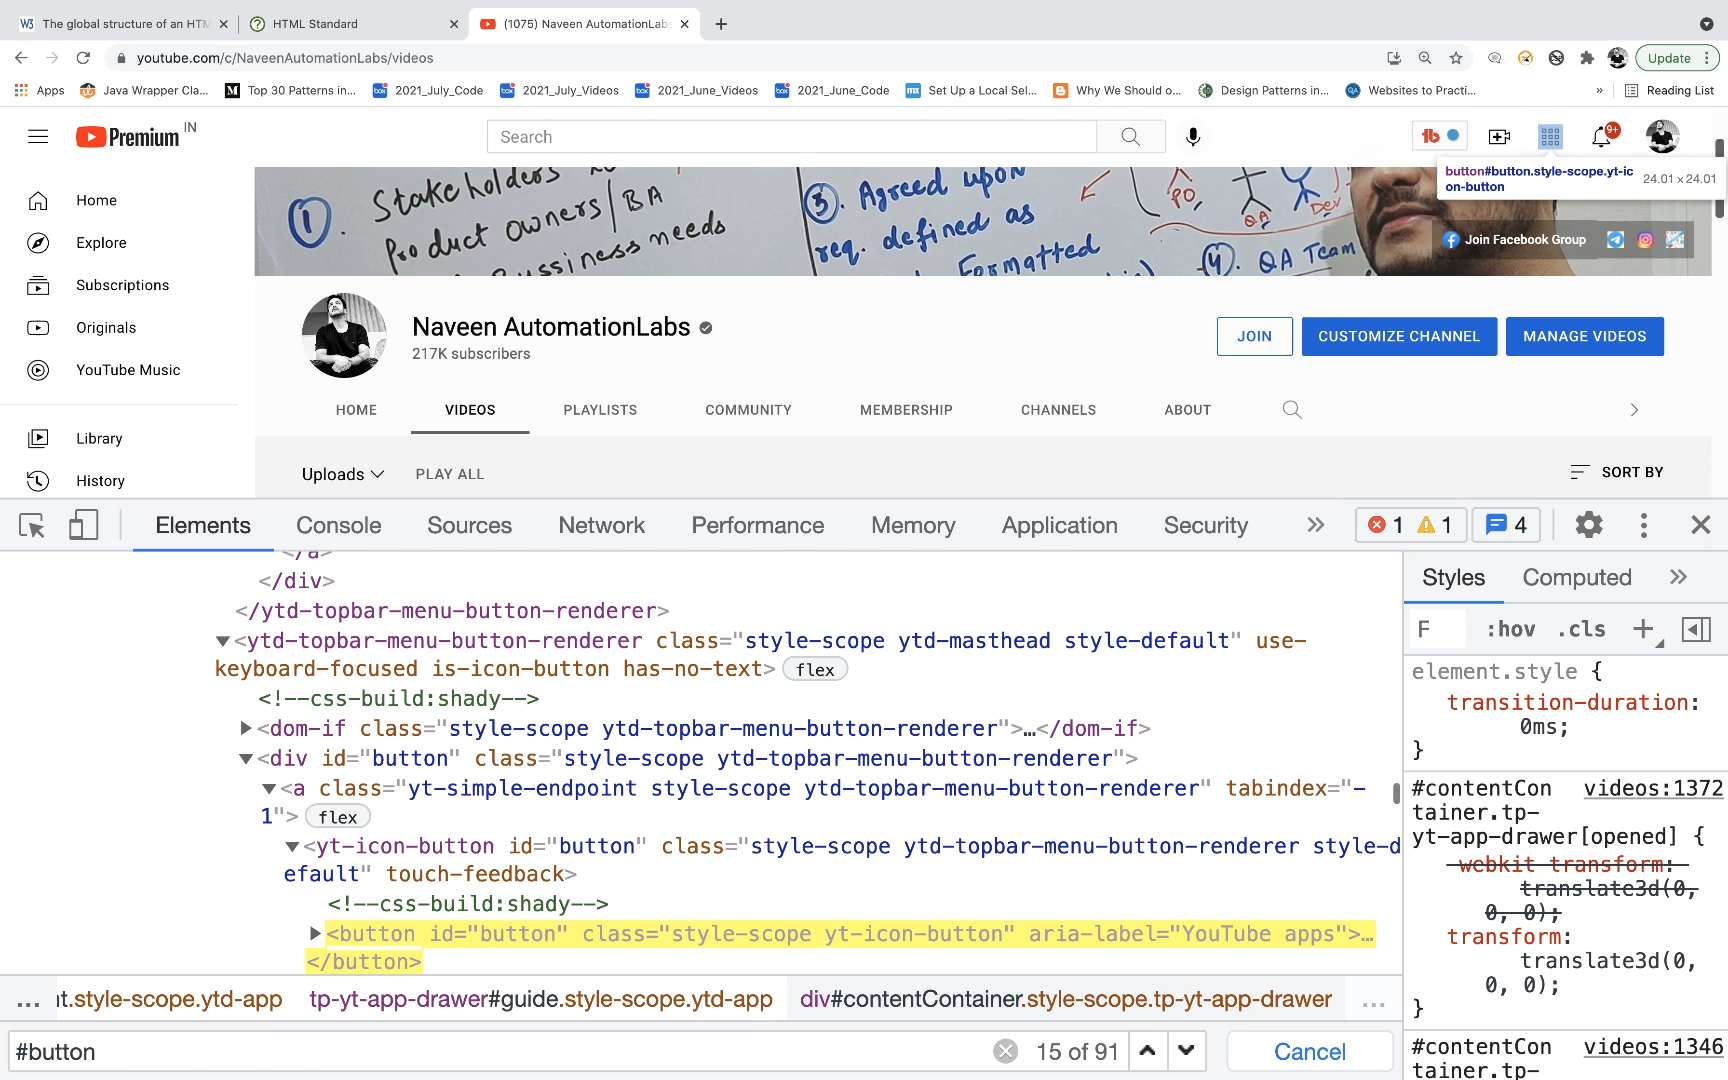 The global structure of an HTM
HTML Standard
(1075) Naveen AutomationLabs
youtube.com/c/NaveenAutomationLabs/videos
Update
Apps
Java Wrapper Cla...
Top 30 Patterns in...
2021_July_Code
2021_July_Videos
2021_June_Videos
2021_June_Code
Set Up a Local Sel...
Why We Should o...
Design Patterns in...
Websites to Practi...
»
Reading List
Premium IN
Search
9+
button#button.style-scope.yt-ic
on-button
24.01 × 24.01
Home
Explore
Subscriptions
Originals
YouTube Music
Library
History
1. Stakeholders
Product owners/BA
Bussiness needs
3. Agreed upon
req. defined as
Formatted
PO
QA
Dev
4. QA Team
Join Facebook Group
Naveen AutomationLabs
217K subscribers
JOIN
CUSTOMIZE CHANNEL
MANAGE VIDEOS
HOME
VIDEOS
PLAYLISTS
COMMUNITY
MEMBERSHIP
CHANNELS
ABOUT
Uploads
PLAY ALL
SORT BY
Elements
Console
Sources
Network
Performance
Memory
Application
Security
»
1
1
4
</a>
</div>
</ytd-topbar-menu-button-renderer>
<ytd-topbar-menu-button-renderer class="style-scope ytd-masthead style-default" use-
keyboard-focused is-icon-button has-no-text> flex
<!--css-build:shady-->
<dom-if class="style-scope ytd-topbar-menu-button-renderer">…</dom-if>
<div id="button" class="style-scope ytd-topbar-menu-button-renderer">
<a class="yt-simple-endpoint style-scope ytd-topbar-menu-button-renderer" tabindex="-
1"> flex
<yt-icon-button id="button" class="style-scope ytd-topbar-menu-button-renderer style-d
efault" touch-feedback>
<!--css-build:shady-->
<button id="button" class="style-scope yt-icon-button" aria-label="YouTube apps">…
</button>
... nt.style-scope.ytd-app
tp-yt-app-drawer#guide.style-scope.ytd-app
div#contentContainer.style-scope.tp-yt-app-drawer
...
#button
15 of 91
Cancel
Styles
Computed
»
F
:hov
.cls
+
element.style {
transition-duration:
0ms;
}
#contentCon videos:1372
tainer.tp-
yt-app-drawer[opened] {
-webkit-transform:
translate3d(0,
0, 0);
transform:
translate3d(0,
0, 0);
}
#contentCon videos:1346
tainer.tp-